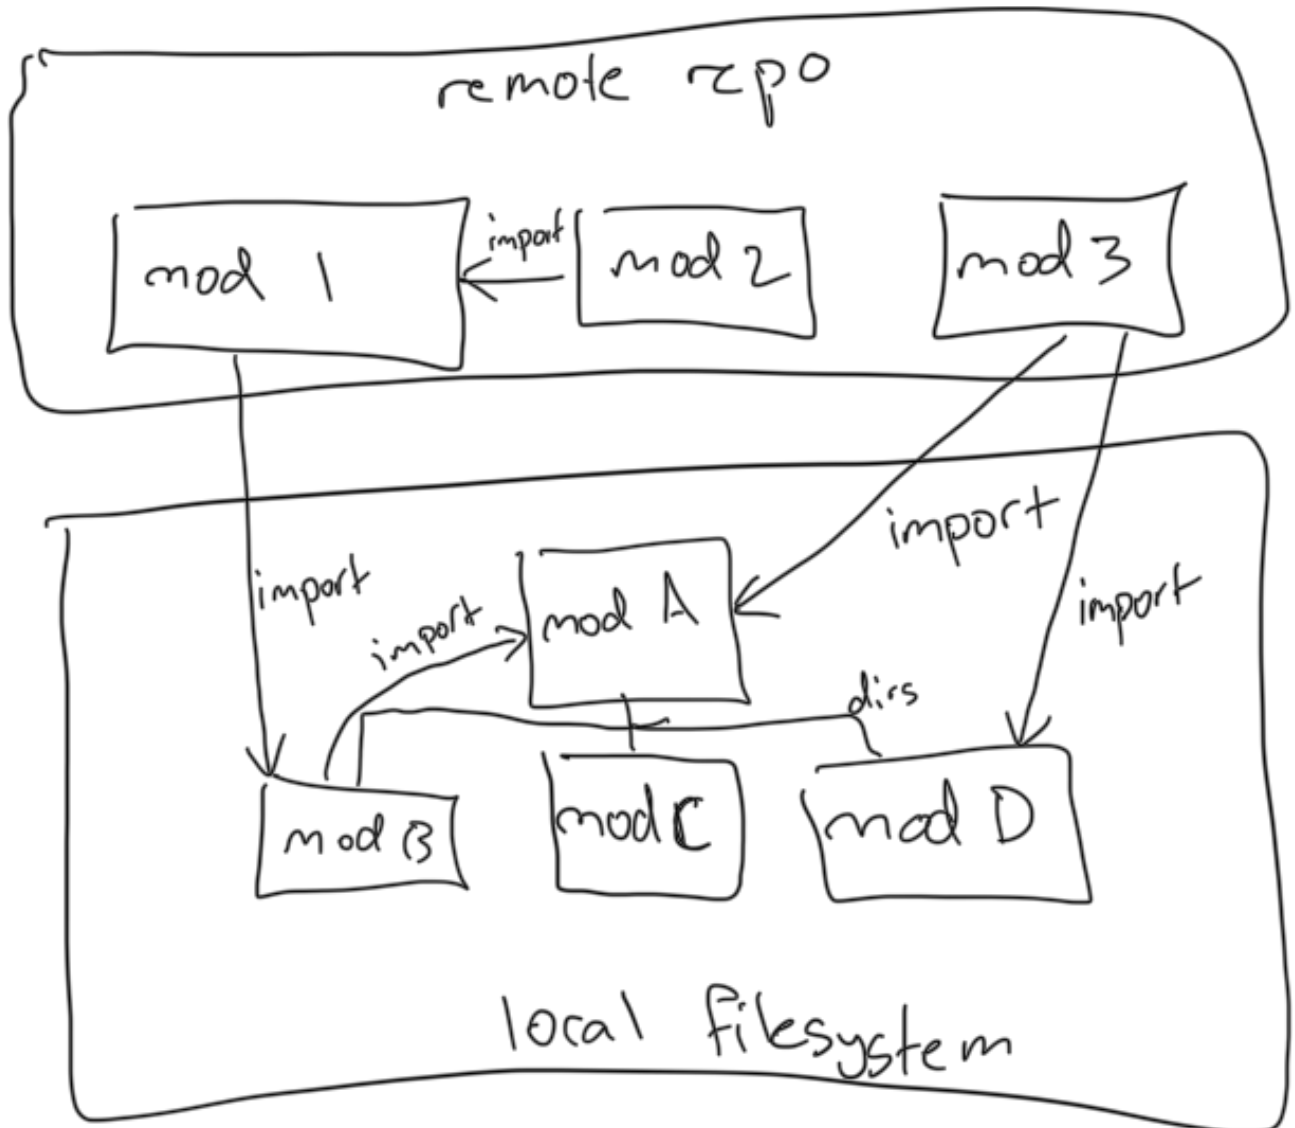 remote repo
mod 1
import
mod 2
mod 3
import
import
import
import
mod A
dirs
mod B
mod C
mod D
local filesystem